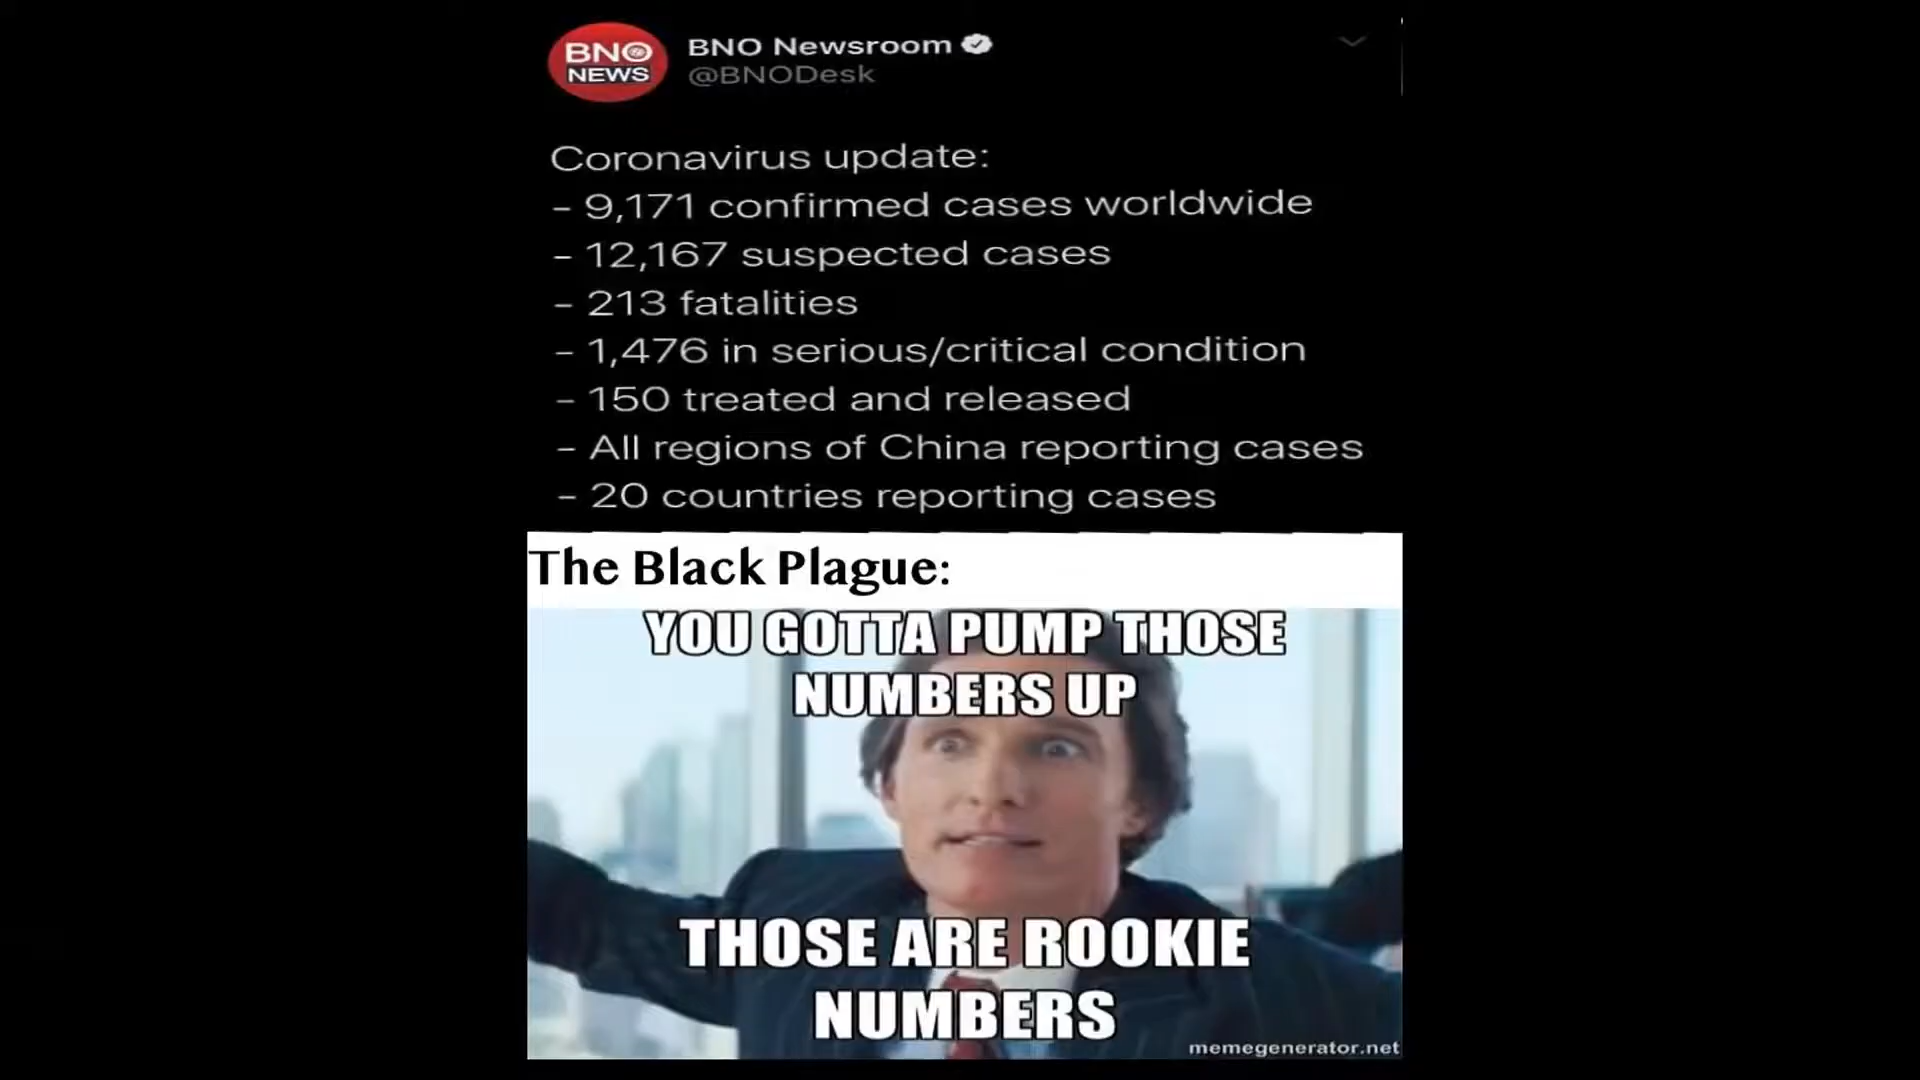 BNO
NEWS
BNO Newsroom
@BNODesk
Coronavirus update:
- 9,171 confirmed cases worldwide
- 12,167 suspected cases
- 213 fatalities
- 1,476 in serious/critical condition
- 150 treated and released
- All regions of China reporting cases
- 20 countries reporting cases
The Black Plague:
YOU GOTTA PUMP THOSE
NUMBERS UP
THOSE ARE ROOKIE
NUMBERS
memegenerator.net